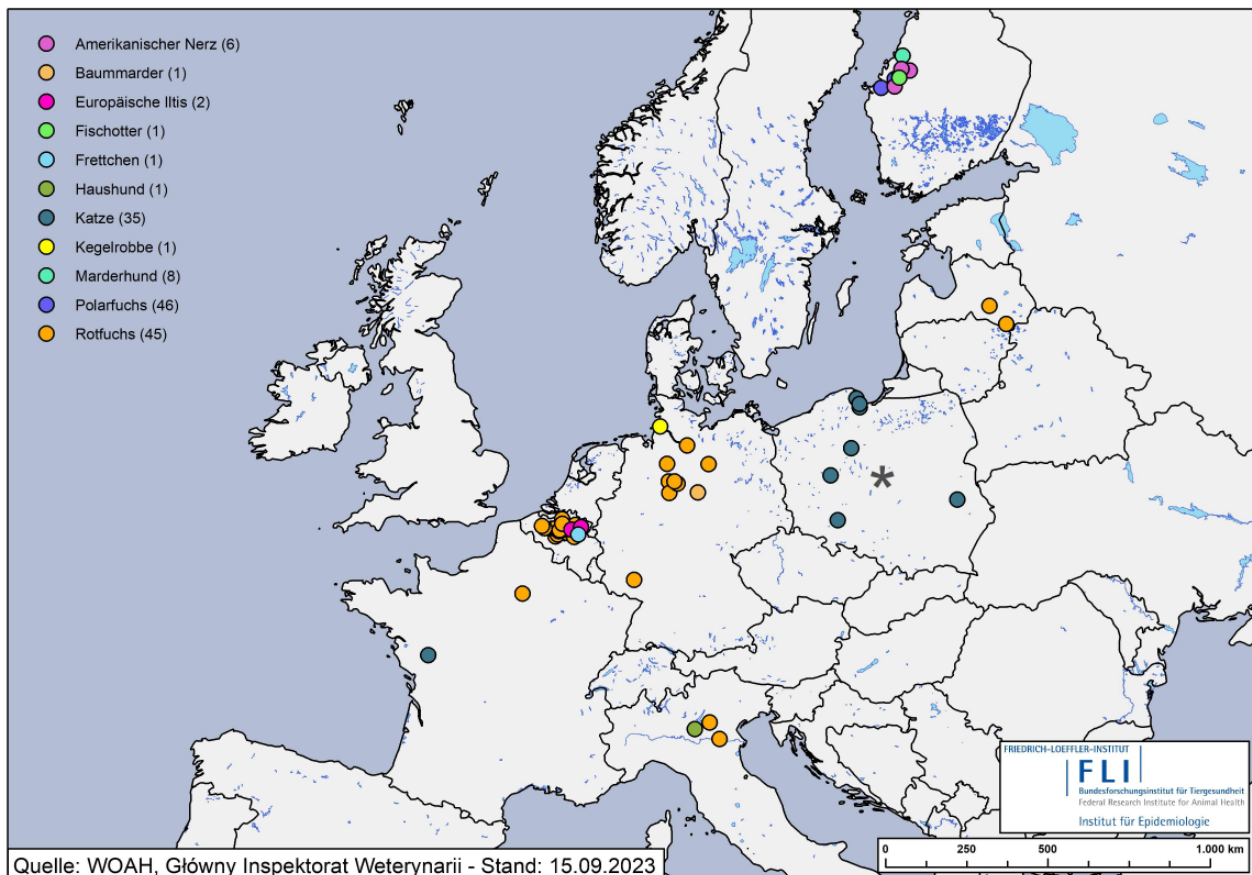 Amerikanischer Nerz (6)
Baummarder (1)
Europäische Iltis (2)
Fischotter (1)
Frettchen (1)
Haushund (1)
Katze (35)
Kegelrobbe (1)
Marderhund (8)
Polarfuchs (46)
Rotfuchs (45)
*
FRIEDRICH-LOEFFLER-INSTITUT
FLI
Bundesforschungsinstitut für Tiergesundheit
Federal Research Institute for Animal Health
Institut für Epidemiologie
0 250 500 1.000 km
Quelle: WOAH, Główny Inspektorat Weterynarii - Stand: 15.09.2023